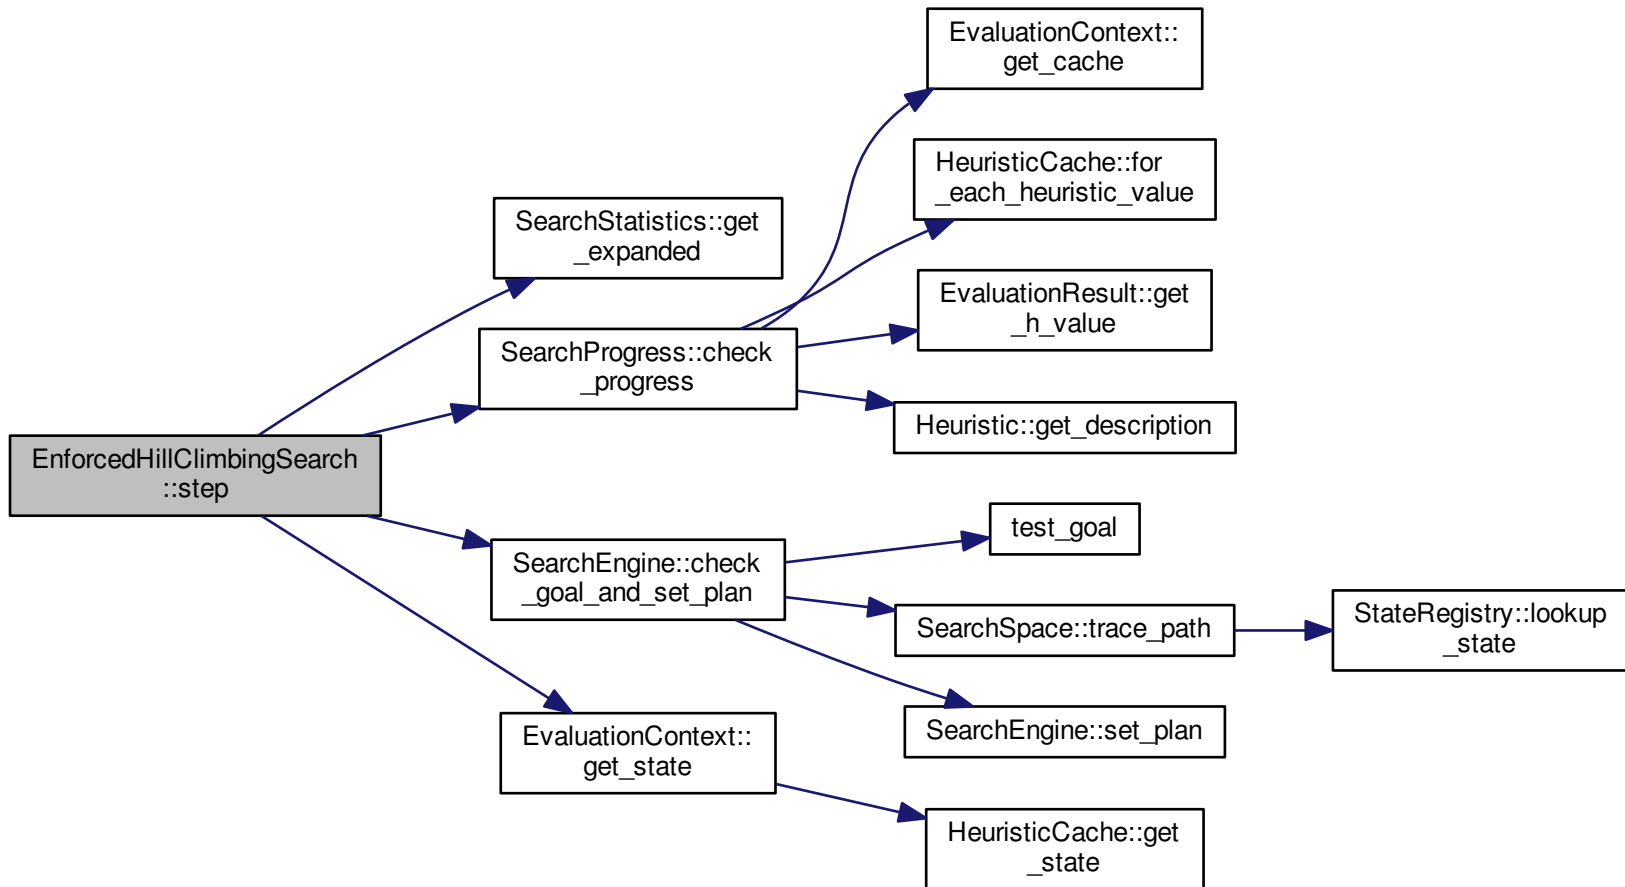 EvaluationContext::
get_cache
HeuristicCache::for
_each_heuristic_value
SearchStatistics::get
_expanded
EvaluationResult::get
_h_value
SearchProgress::check
_progress
Heuristic::get_description
EnforcedHillClimbingSearch
::step
test_goal
SearchEngine::check
_goal_and_set_plan
SearchSpace::trace_path
StateRegistry::lookup
_state
SearchEngine::set_plan
EvaluationContext::
get_state
HeuristicCache::get
_state